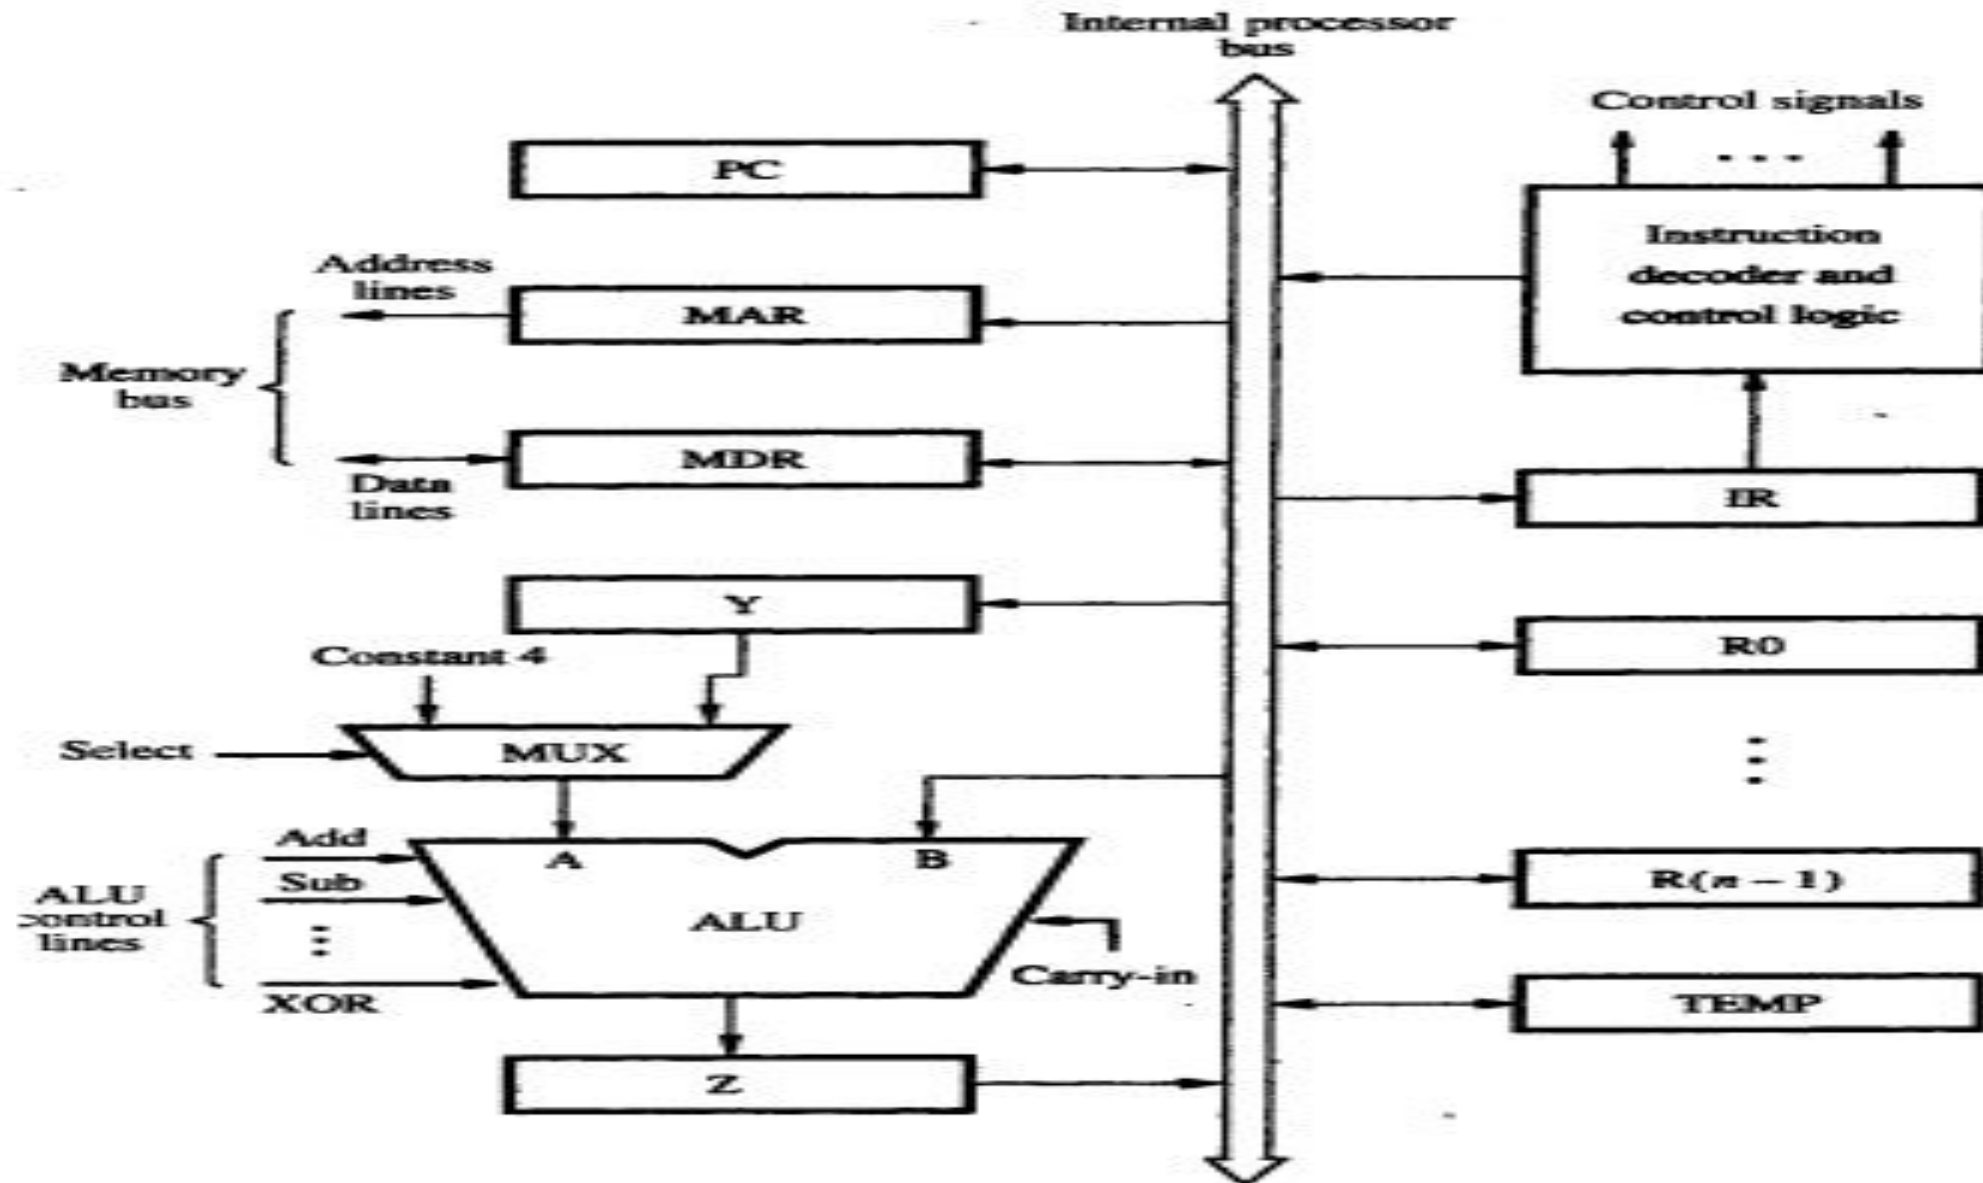 Internal processor
bus
Control signals
...
PC
Instruction
decoder and
control logic
Address
lines
MAR
Memory
bus
MDR
Data
lines
IR
Y
Constant 4
R0
Select
MUX
Add
A
B
Sub
ALU
control
lines
ALU
R(n − 1)
Carry-in
XOR
TEMP
Z